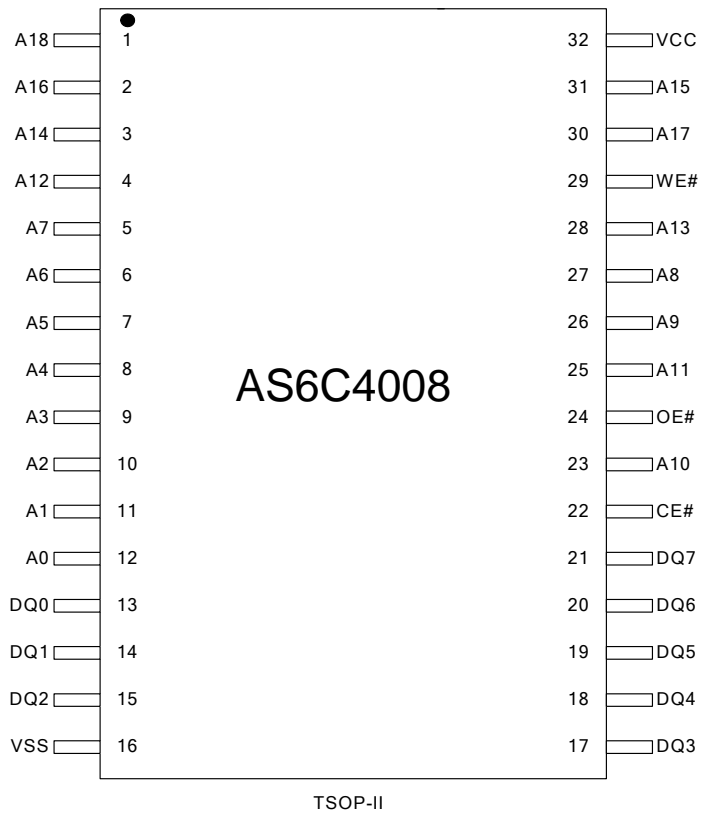 A18 1 32 VCC
A16 2 31 A15
A14 3 30 A17
A12 4 29 WE#
A7 5 28 A13
A6 6 27 A8
A5 7 26 A9
A4 8 25 A11
AS6C4008
A3 9 24 OE#
A2 10 23 A10
A1 11 22 CE#
A0 12 21 DQ7
DQ0 13 20 DQ6
DQ1 14 19 DQ5
DQ2 15 18 DQ4
VSS 16 17 DQ3
TSOP-II